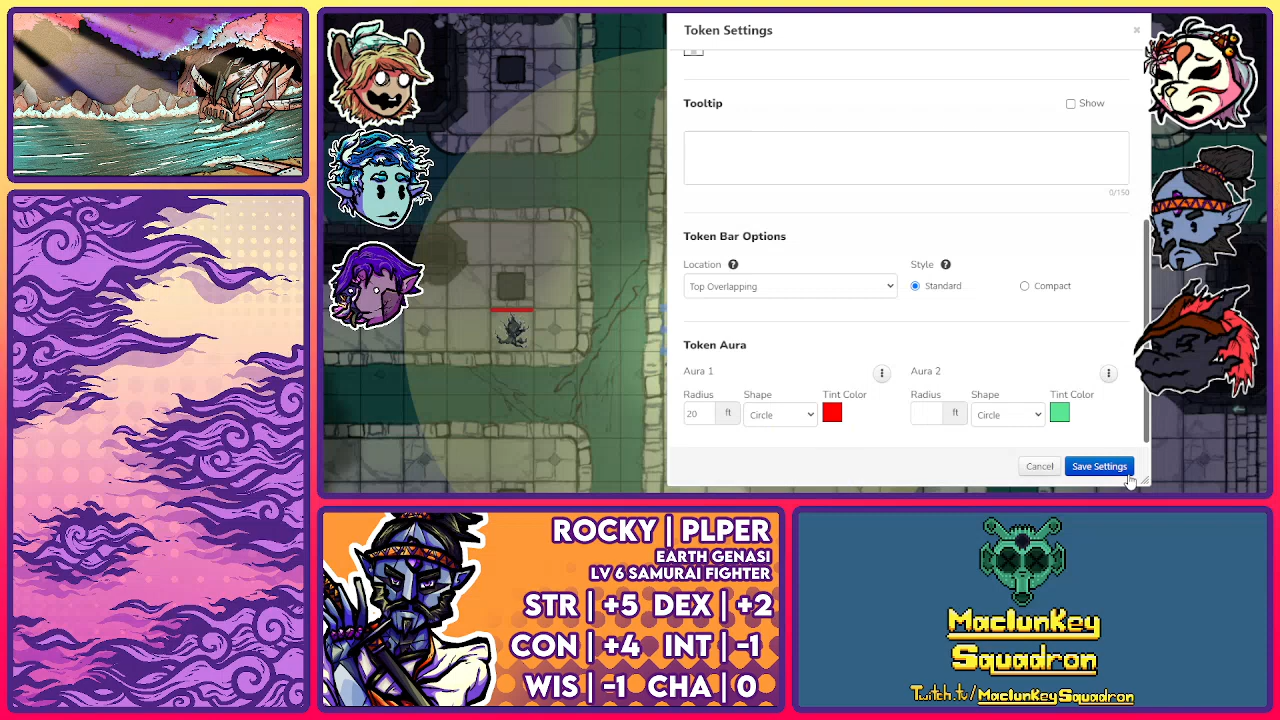 Token Settings
×
Tooltip
Show
0/150
Token Bar Options
Location ?
Style ?
Top Overlapping
Standard
Compact
Token Aura
Aura 1
Aura 2
Radius Shape Tint Color
Radius Shape Tint Color
20 ft Circle
ft Circle
Cancel
Save Settings
ROCKY | PLPER
EARTH GENASI
LV 6 SAMURAI FIGHTER
STR | +5 DEX | +2
CON | +4 INT | -1
WIS | -1 CHA | 0
MaclunKey
Squadron
Twitch.tv/MaclunkeySquadron